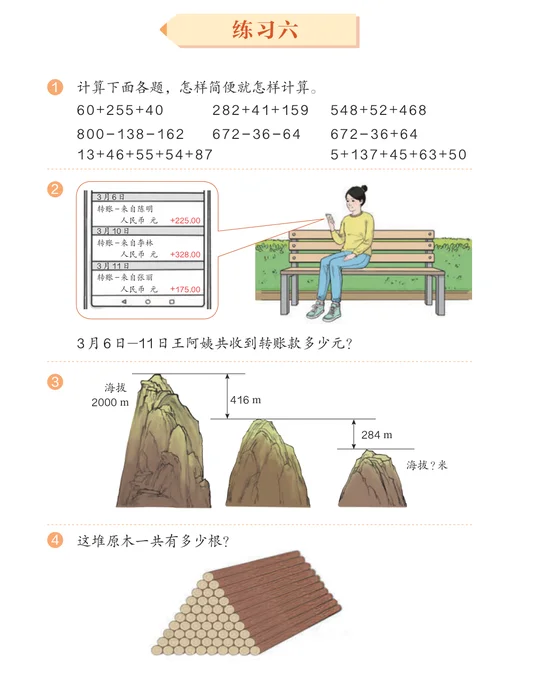 练习六
1 计算下面各题，怎样简便就怎样计算。
60+255+40 282+41+159 548+52+468
800-138-162 672-36-64 672-36+64
13+46+55+54+87 5+137+45+63+50
2
3月6日
转账-来自陈明
人民币 元 +225.00
3月10日
转账-来自李林
人民币 元 +328.00
3月11日
转账-来自张丽
人民币 元 +175.00
3月6日—11日王阿姨共收到转账款多少元?
3
海拔
2000 m
416 m
284 m
海拔?米
4 这堆原木一共有多少根?